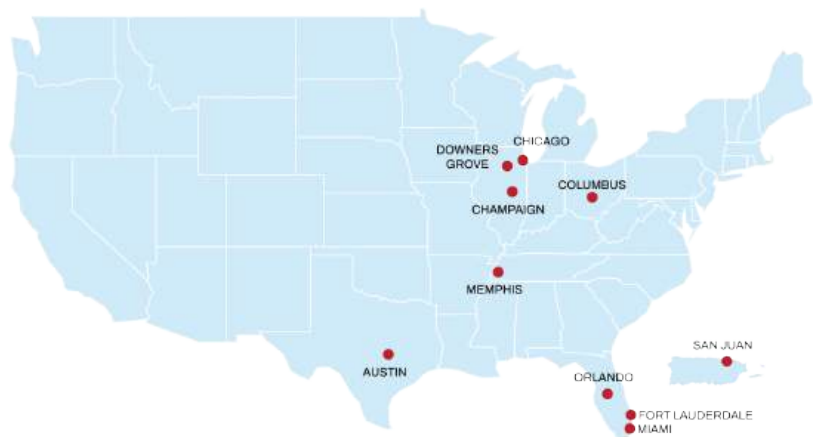 CHICAGO
DOWNERS
GROVE
COLUMBUS
CHAMPAIGN
MEMPHIS
SAN JUAN
AUSTIN
ORLANDO
FORT LAUDERDALE
MIAMI